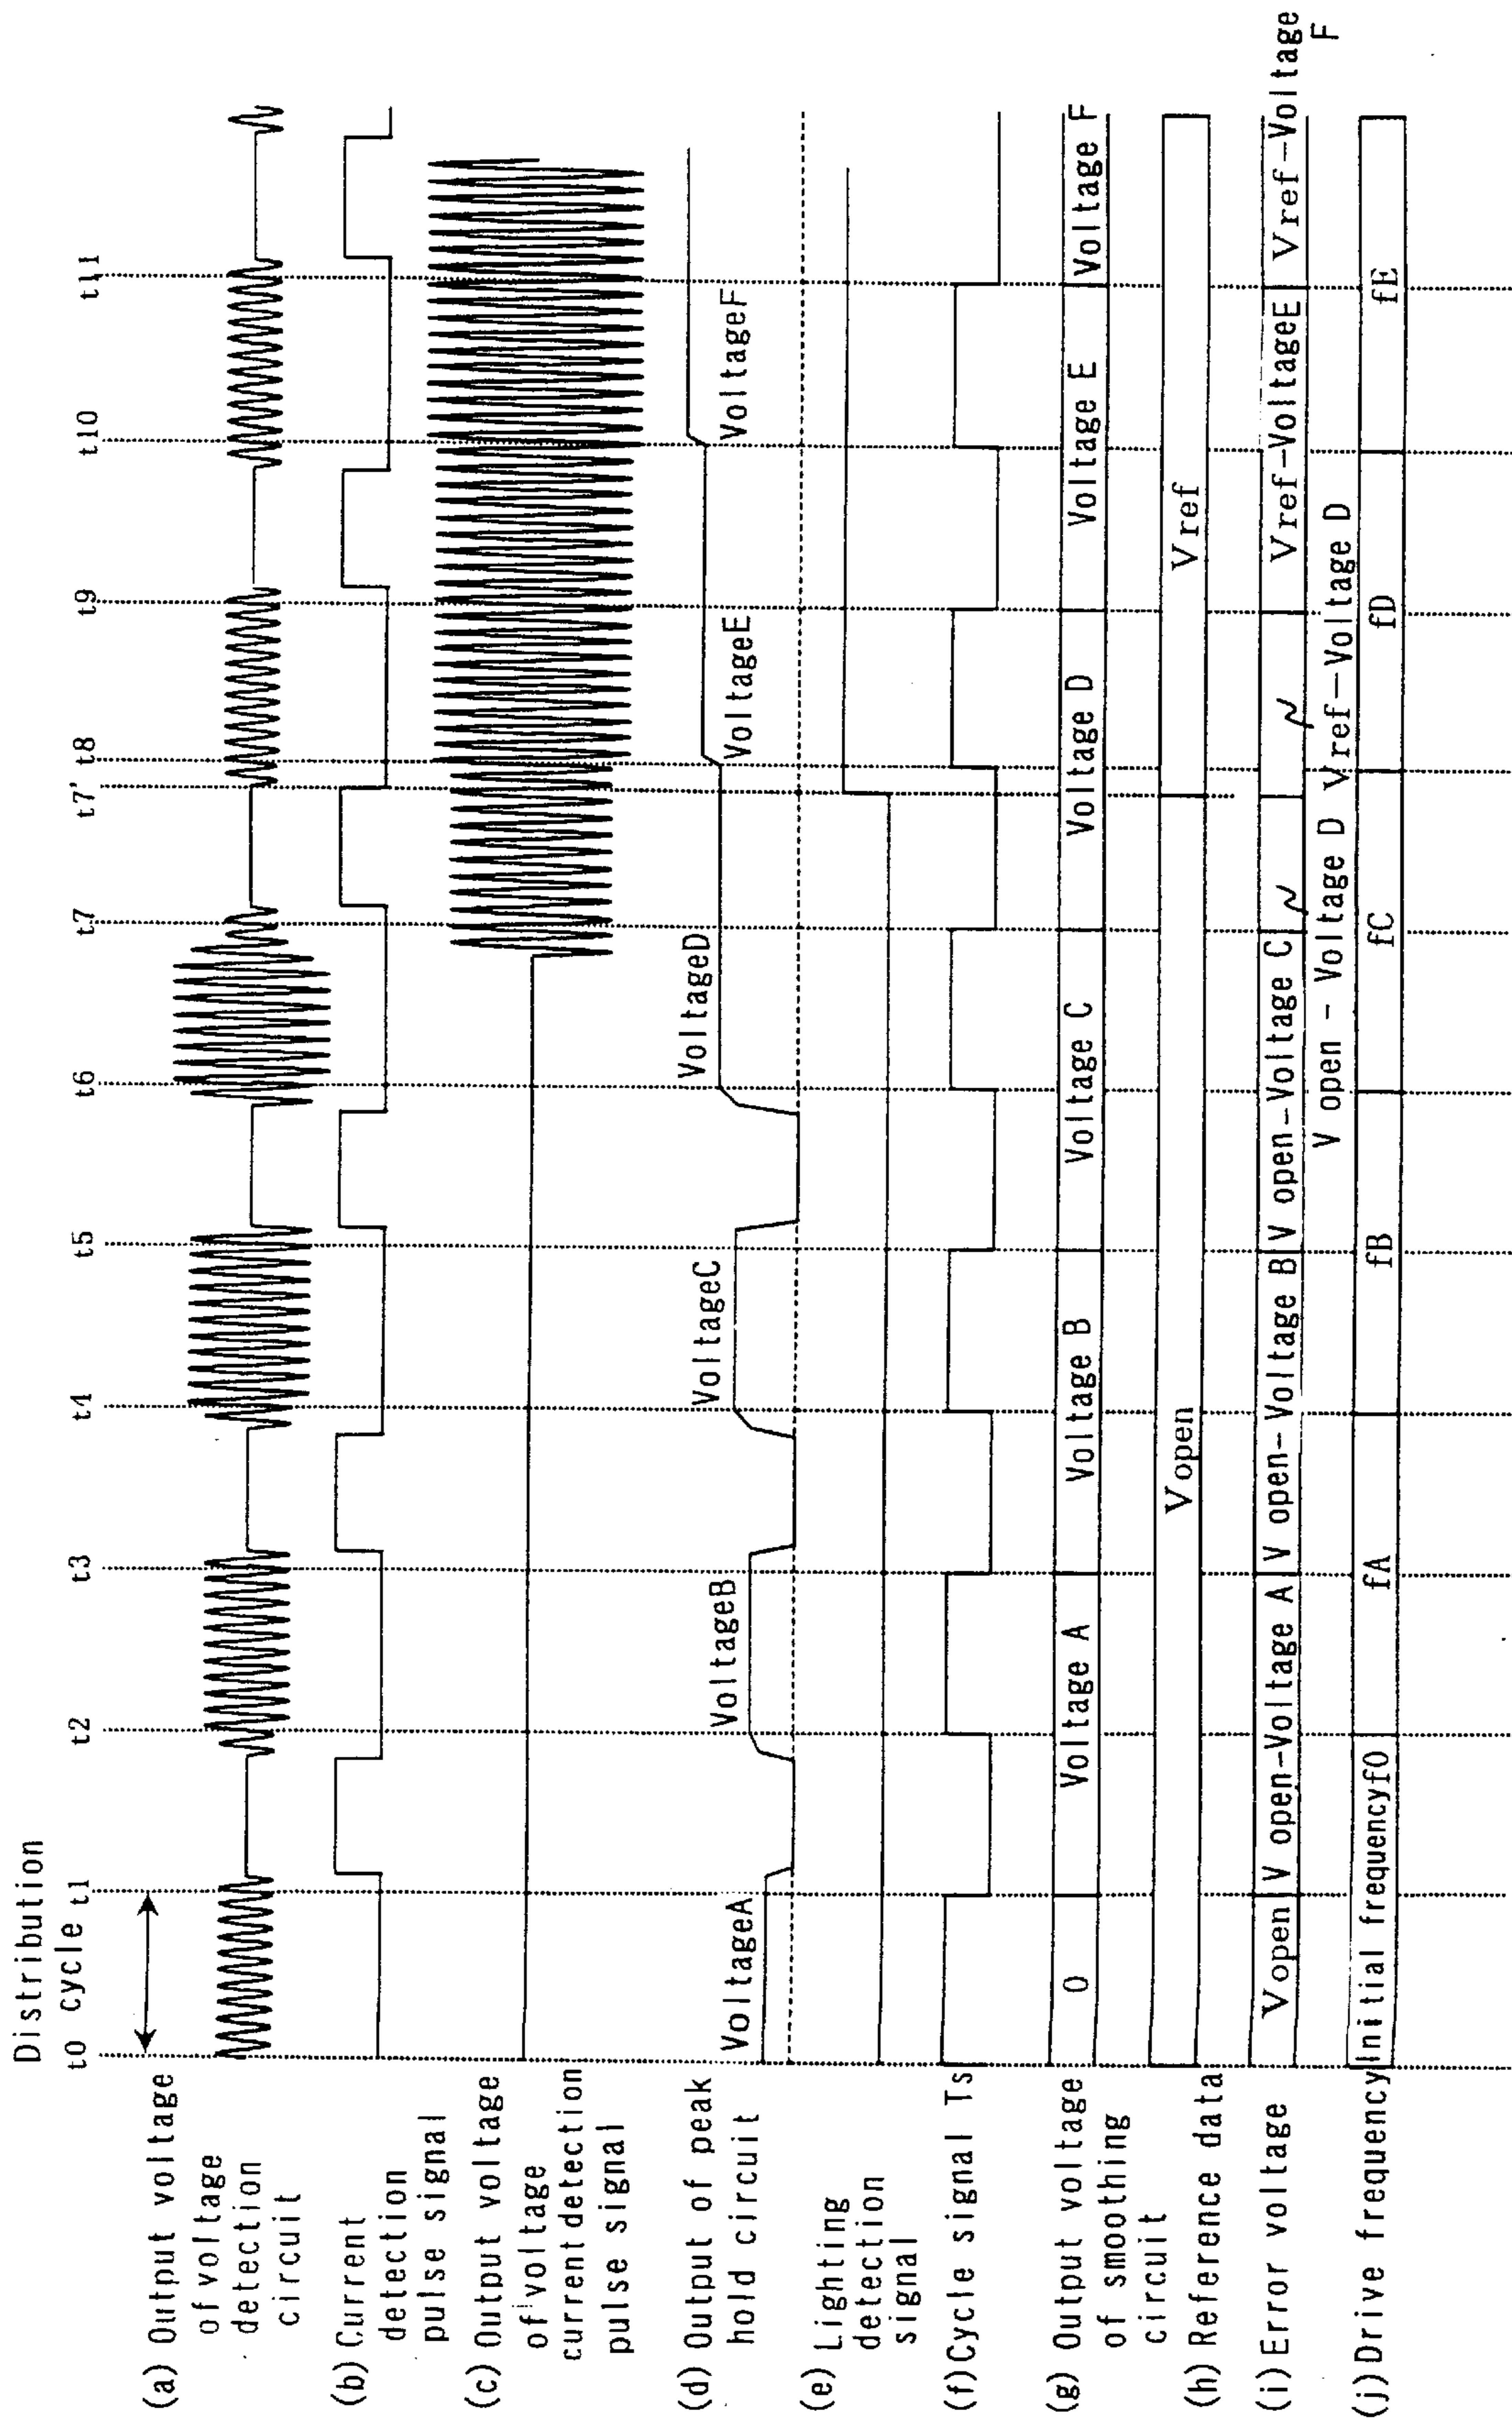 Distribution
cycle
t0
t1
t2
t3
t4
t5
t6
t7
t7'
t8
t9
t10
t11
(a) Output voltage
of voltage
detection
circuit
(b) Current
detection
pulse signal
(c) Output voltage
of voltage
current detection
pulse signal
(d) Output of peak
hold circuit
VoltageA
VoltageB
VoltageC
VoltageD
VoltageE
VoltageF
(e) Lighting
detection
signal
(f) Cycle signal Ts
(g) Output voltage
of smoothing
circuit
0
Voltage A
Voltage B
Voltage C
Voltage D
Voltage E
Voltage F
(h) Reference data
Vopen
Vref
(i) Error voltage
Vopen
V open-Voltage A
V open-Voltage B
V open-Voltage C
V open - Voltage D
Vref-Voltage D
Vref-VoltageE
Vref-Voltage
F
(j) Drive frequency
Initial frequencyf0
fA
fB
fC
fD
fE